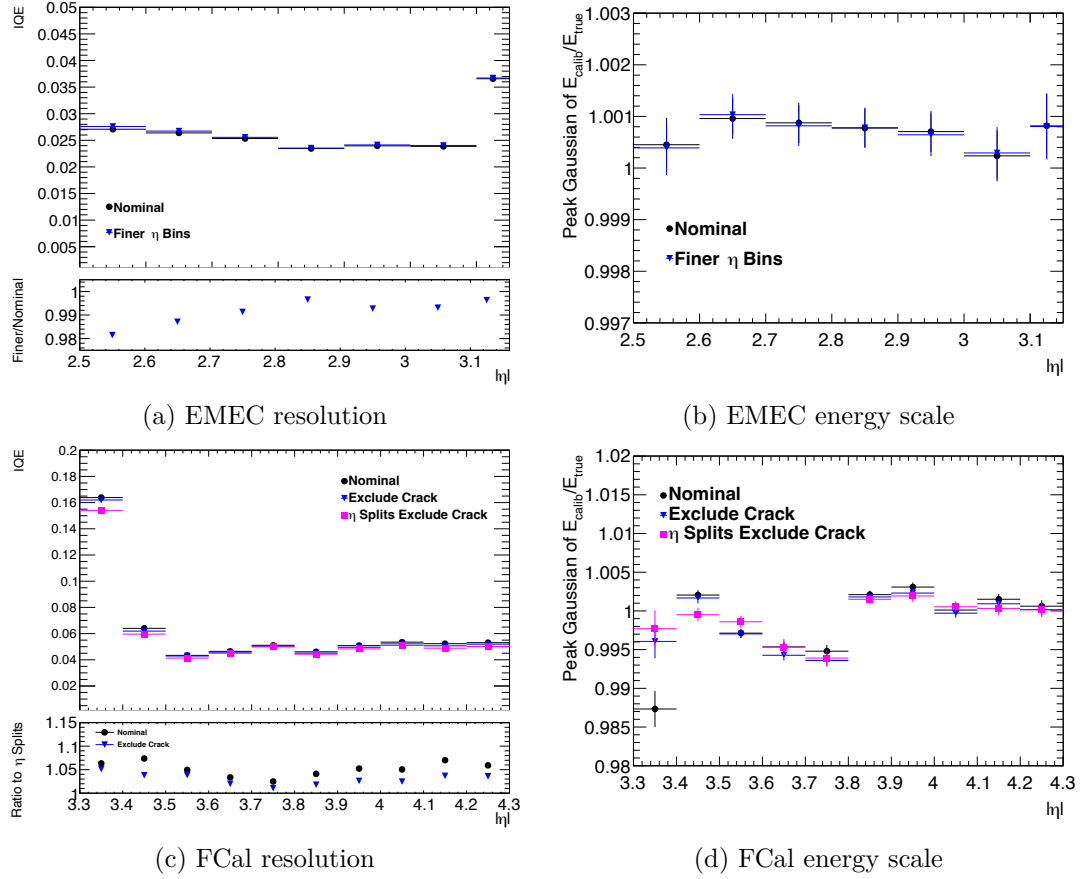 IQE
0.05
0.045
0.04
0.035
0.03
0.025
0.02
0.015
0.01
0.005
Nominal
Finer η Bins
Finer/Nominal
1
0.99
0.98
2.5 2.6 2.7 2.8 2.9 3 3.1
|η|
(a) EMEC resolution
Peak Gaussian of E_calib/E_true
1.003
1.002
1.001
1
0.999
0.998
0.997
Nominal
Finer η Bins
2.5 2.6 2.7 2.8 2.9 3 3.1
|η|
(b) EMEC energy scale
IQE
0.2
0.18
0.16
0.14
0.12
0.1
0.08
0.06
0.04
0.02
Nominal
Exclude Crack
η Splits Exclude Crack
Ratio to η Splits
1.15
1.1
1.05
1
Nominal
Exclude Crack
3.3 3.4 3.5 3.6 3.7 3.8 3.9 4 4.1 4.2 4.3
|η|
(c) FCal resolution
Peak Gaussian of E_calib/E_true
1.02
1.015
1.01
1.005
1
0.995
0.99
0.985
0.98
Nominal
Exclude Crack
η Splits Exclude Crack
3.3 3.4 3.5 3.6 3.7 3.8 3.9 4 4.1 4.2 4.3
|η|
(d) FCal energy scale